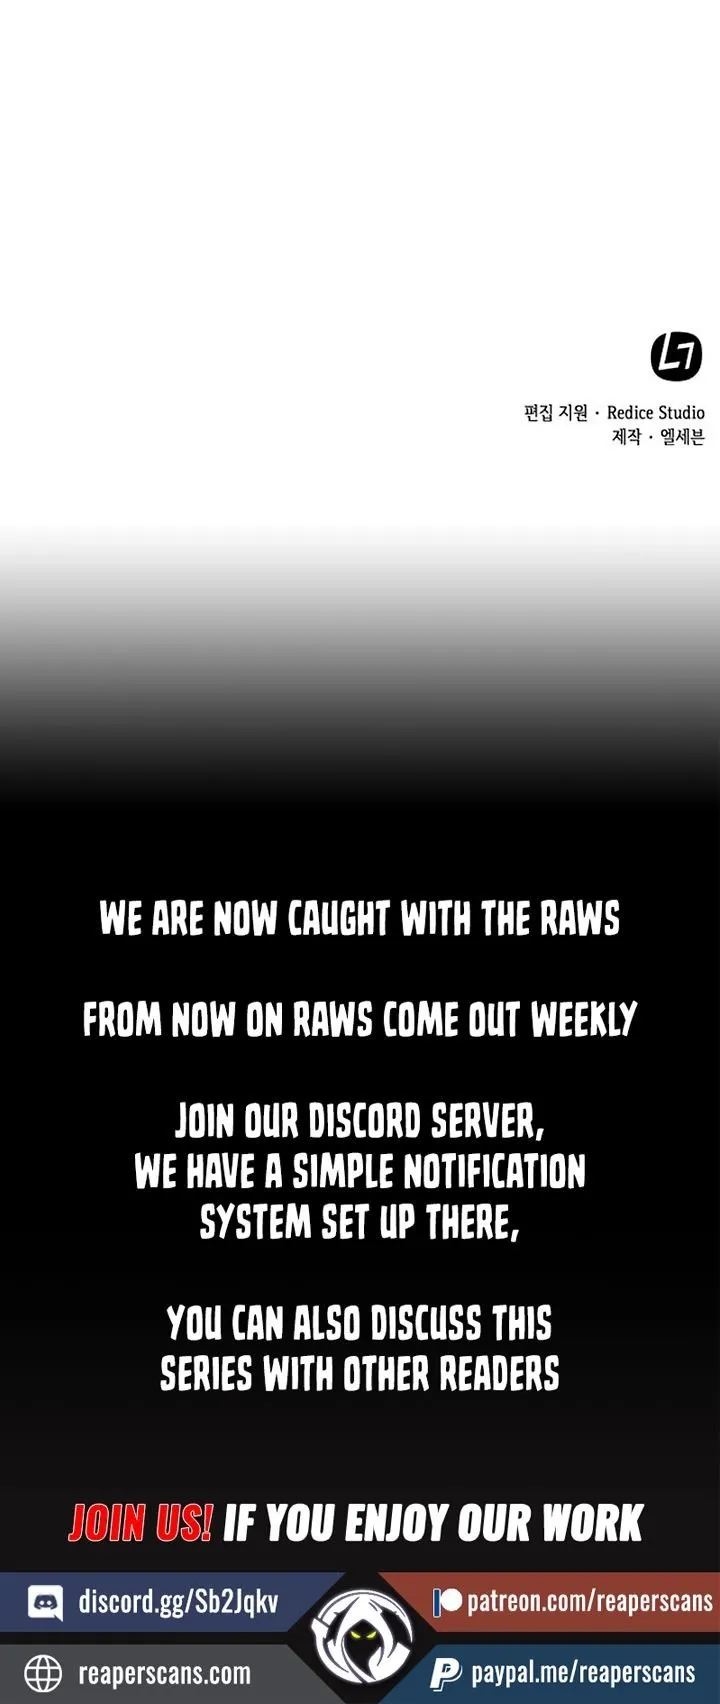 L7
편집 지원 · Redice Studio
제작 · 엘세븐
WE ARE NOW CAUGHT WITH THE RAWS
FROM NOW ON RAWS COME OUT WEEKLY
JOIN OUR DISCORD SERVER,
WE HAVE A SIMPLE NOTIFICATION
SYSTEM SET UP THERE,
YOU CAN ALSO DISCUSS THIS
SERIES WITH OTHER READERS
JOIN US! IF YOU ENJOY OUR WORK
discord.gg/Sb2Jqkv
patreon.com/reaperscans
reaperscans.com
paypal.me/reaperscans